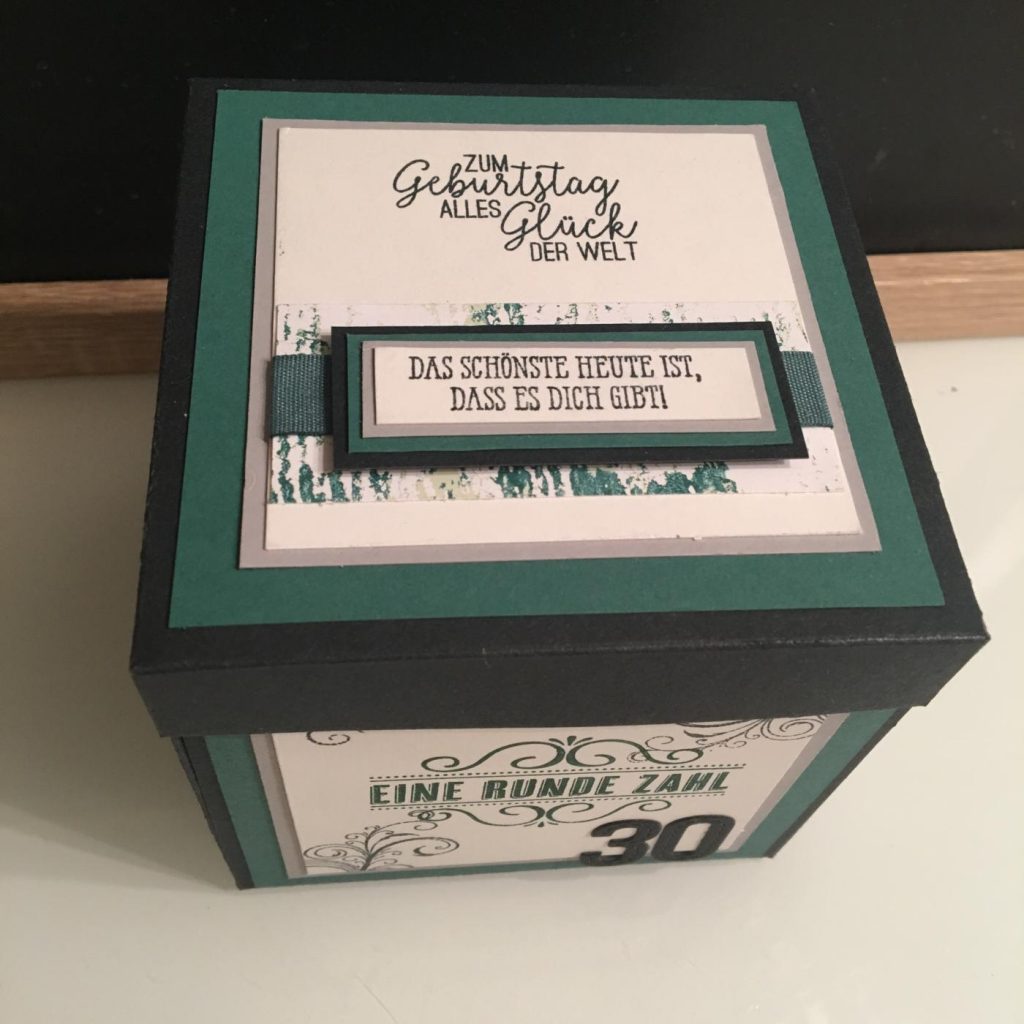 ZUM
Geburtstag
ALLES Glück
DER WELT
DAS SCHÖNSTE HEUTE IST,
DASS ES DICH GIBT!
EINE RUNDE ZAHL
30